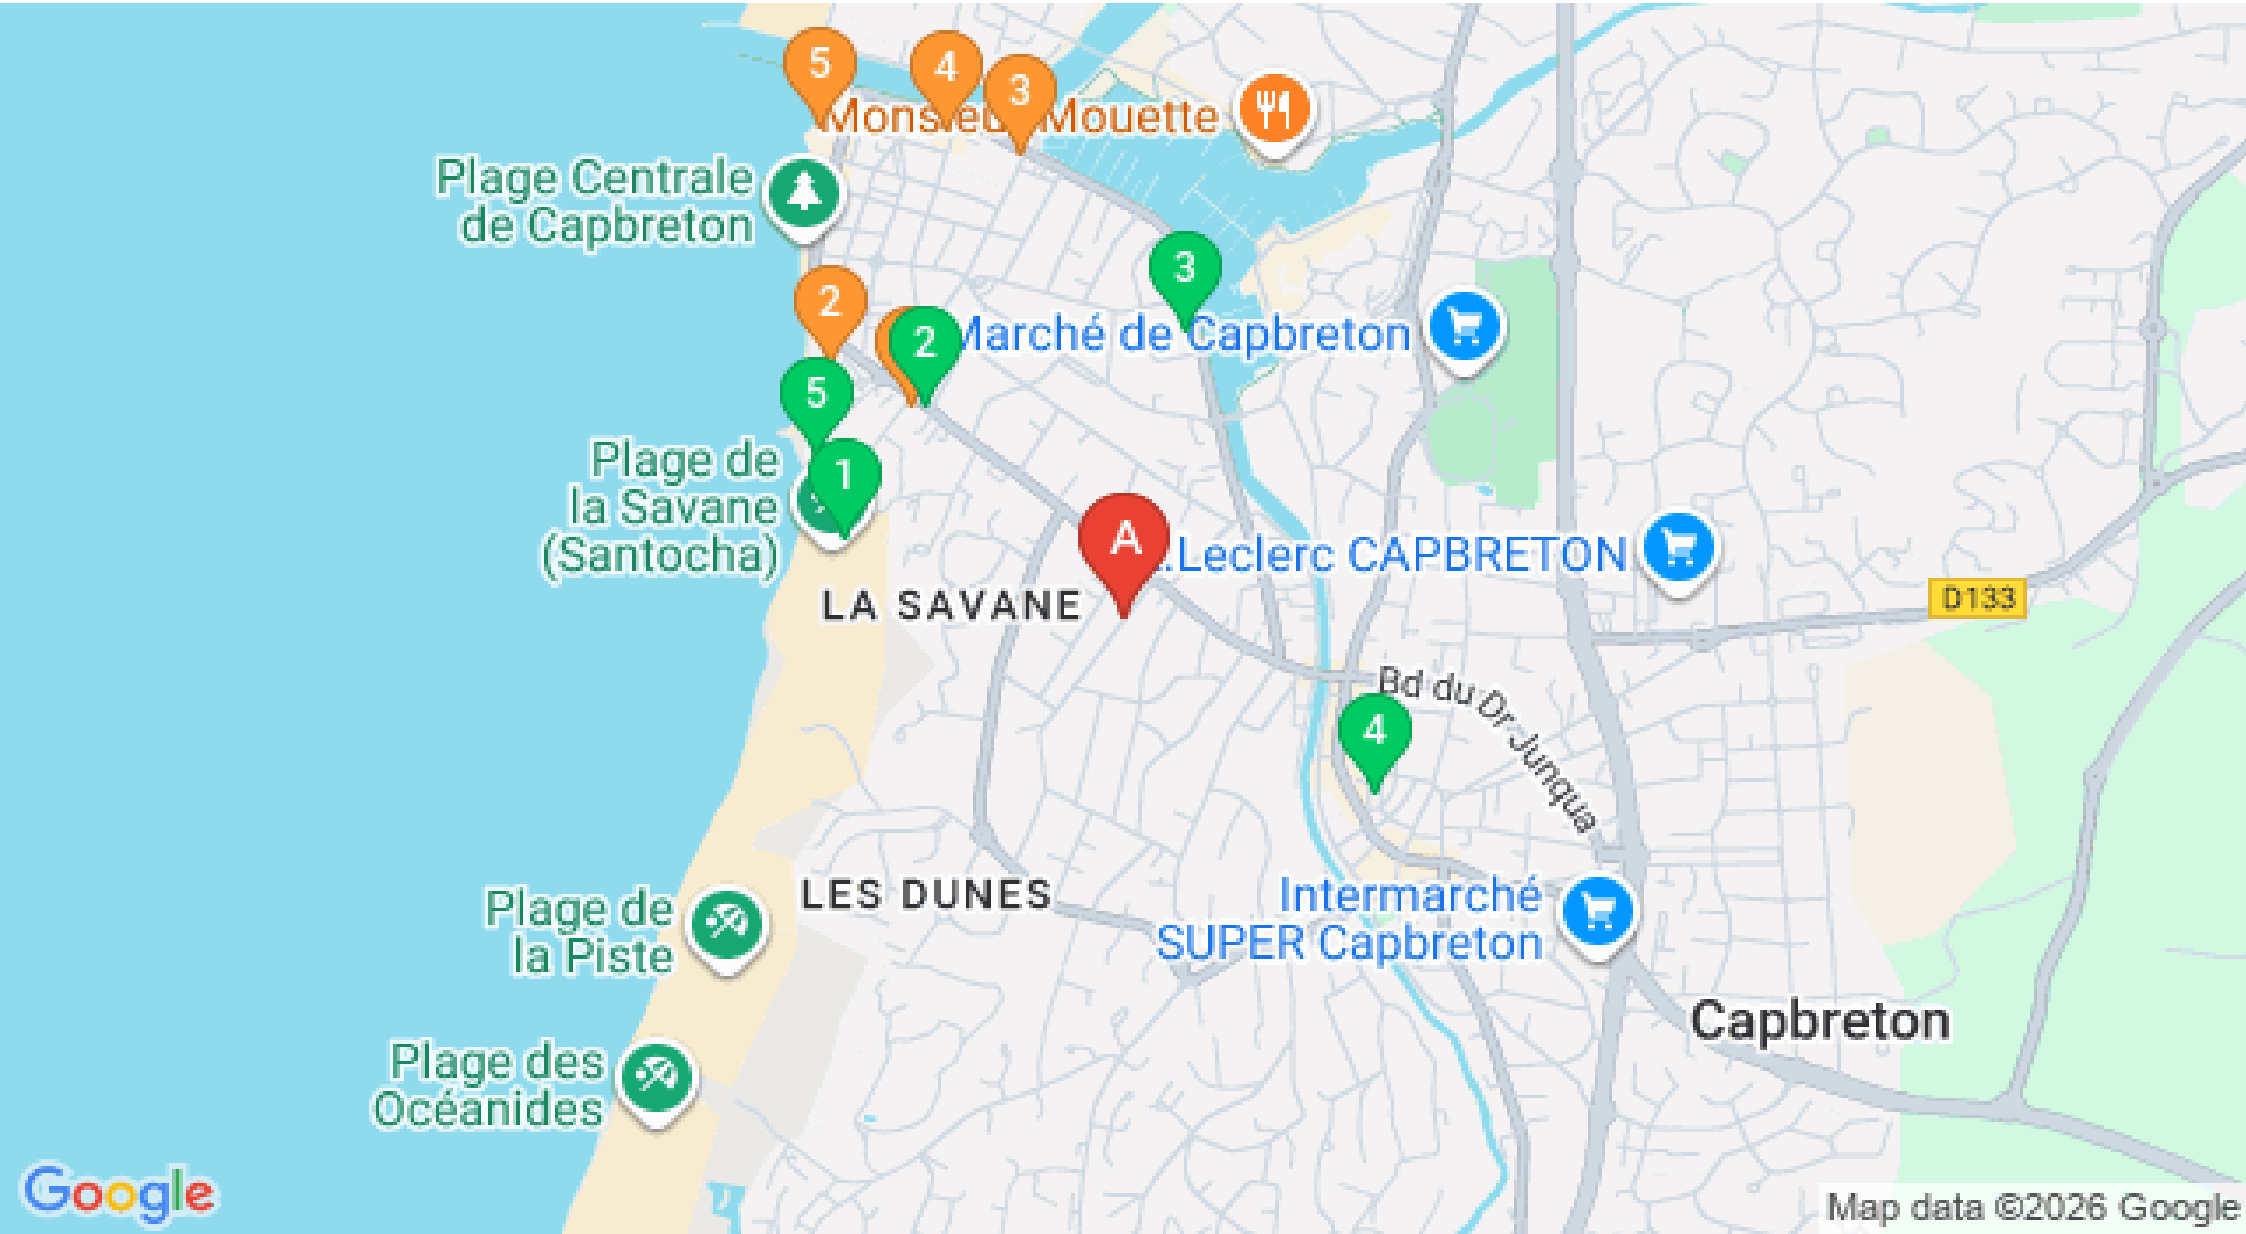 5
4
3
Monsieur Mouette
Plage Centrale
de Capbreton
3
2
2
Marché de Capbreton
5
Plage de
la Savane
(Santocha)
1
A
.Leclerc CAPBRETON
LA SAVANE
D133
Bd du Dr Junqua
4
LES DUNES
Plage de
la Piste
Intermarché
SUPER Capbreton
Capbreton
Plage des
Océanides
Google
Map data ©2026 Google